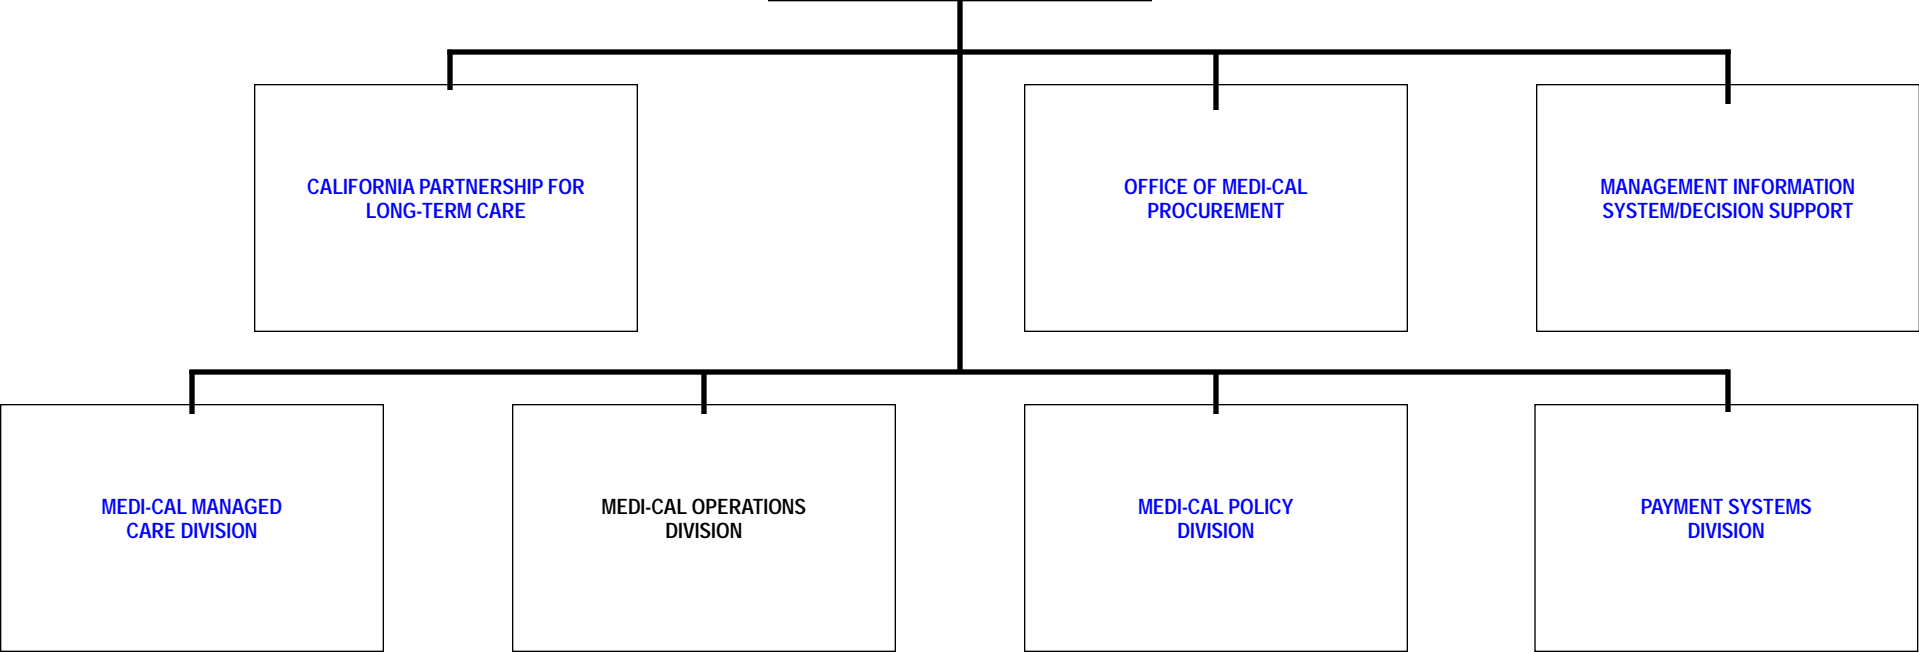 CALIFORNIA PARTNERSHIP FOR
LONG-TERM CARE
OFFICE OF MEDI-CAL
PROCUREMENT
MANAGEMENT INFORMATION
SYSTEM/DECISION SUPPORT
MEDI-CAL MANAGED
CARE DIVISION
MEDI-CAL OPERATIONS
DIVISION
MEDI-CAL POLICY
DIVISION
PAYMENT SYSTEMS
DIVISION